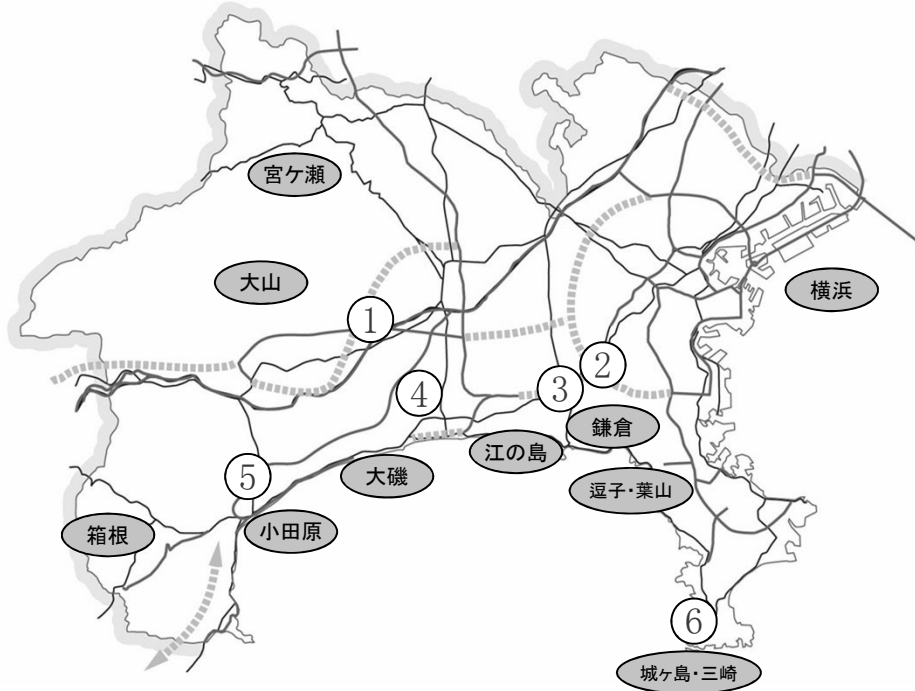 宮ケ瀬
大山
横浜
①
②
③
④
鎌倉
江の島
大磯
⑤
逗子・葉山
箱根
小田原
⑥
城ヶ島・三崎